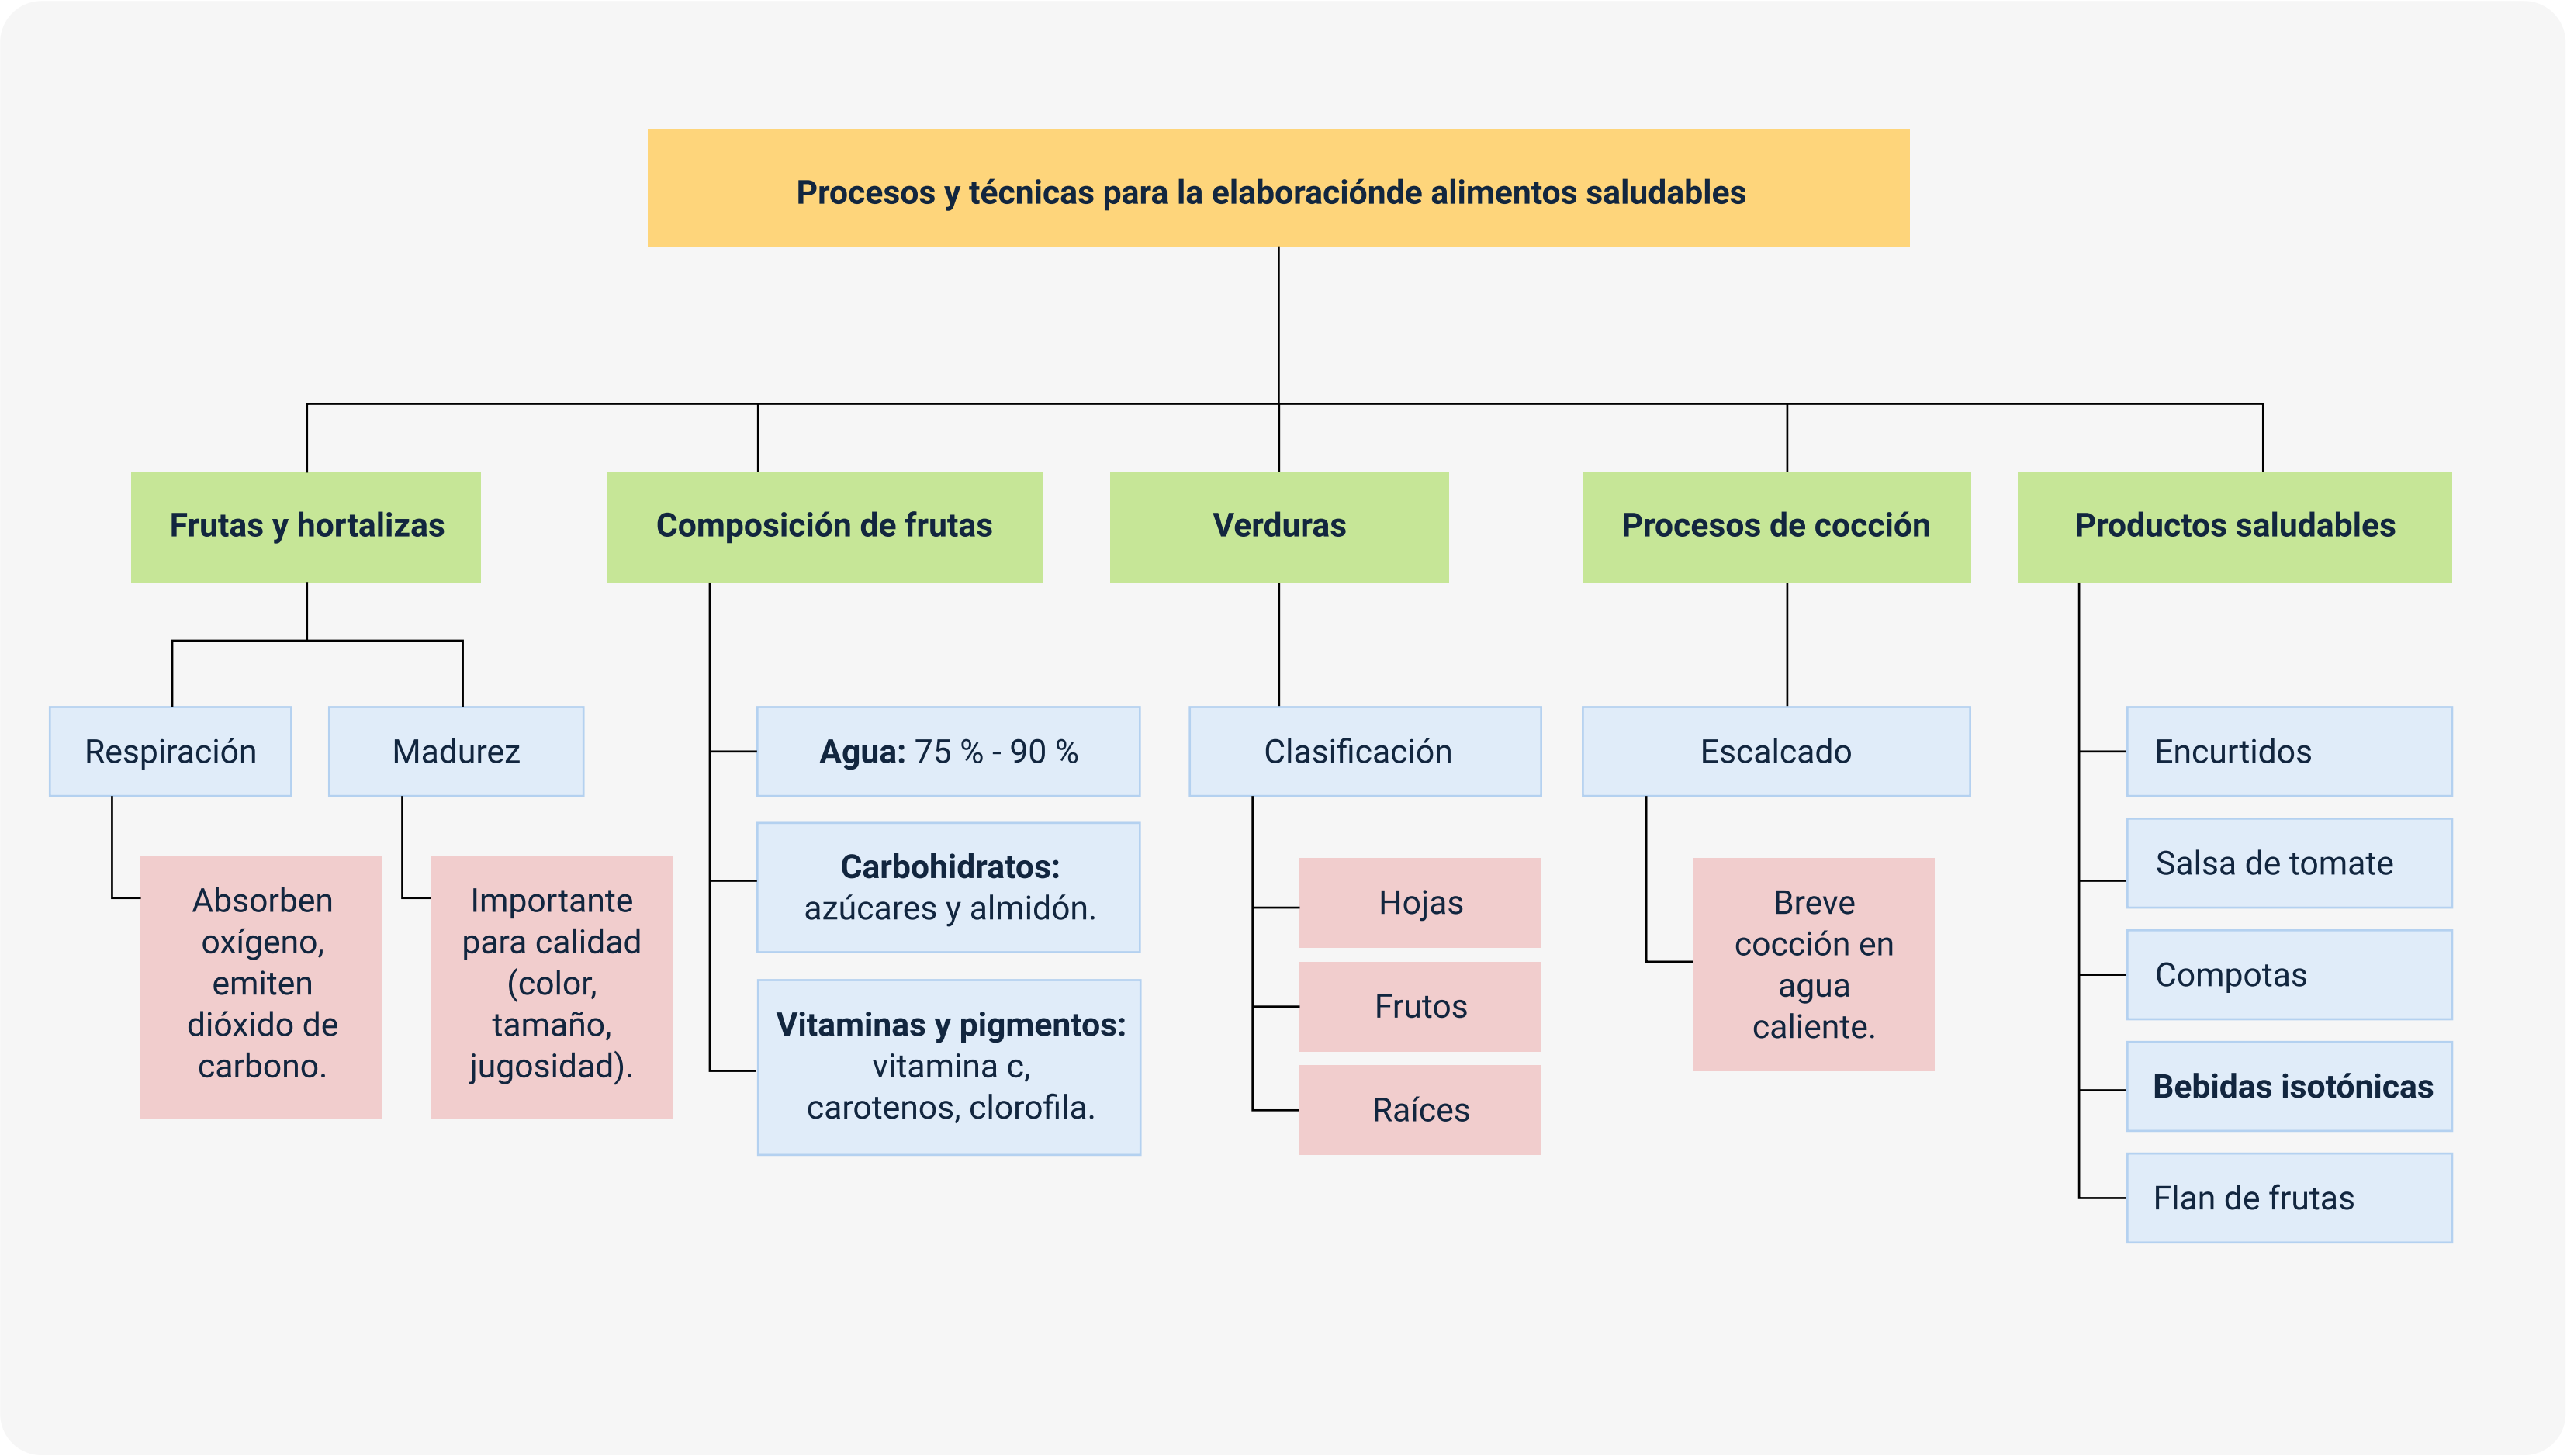 Procesos y técnicas para la elaboraciónde alimentos saludables
Frutas y hortalizas
Respiración
Absorben
oxígeno,
emiten
dióxido de
carbono.
Madurez
Importante
para calidad
(color,
tamaño,
jugosidad).
Composición de frutas
Agua: 75 % - 90 %
Carbohidratos:
azúcares y almidón.
Vitaminas y pigmentos:
vitamina c,
carotenos, clorofila.
Verduras
Clasificación
Hojas
Frutos
Raíces
Procesos de cocción
Escalcado
Breve
cocción en
agua
caliente.
Productos saludables
Encurtidos
Salsa de tomate
Compotas
Bebidas isotónicas
Flan de frutas